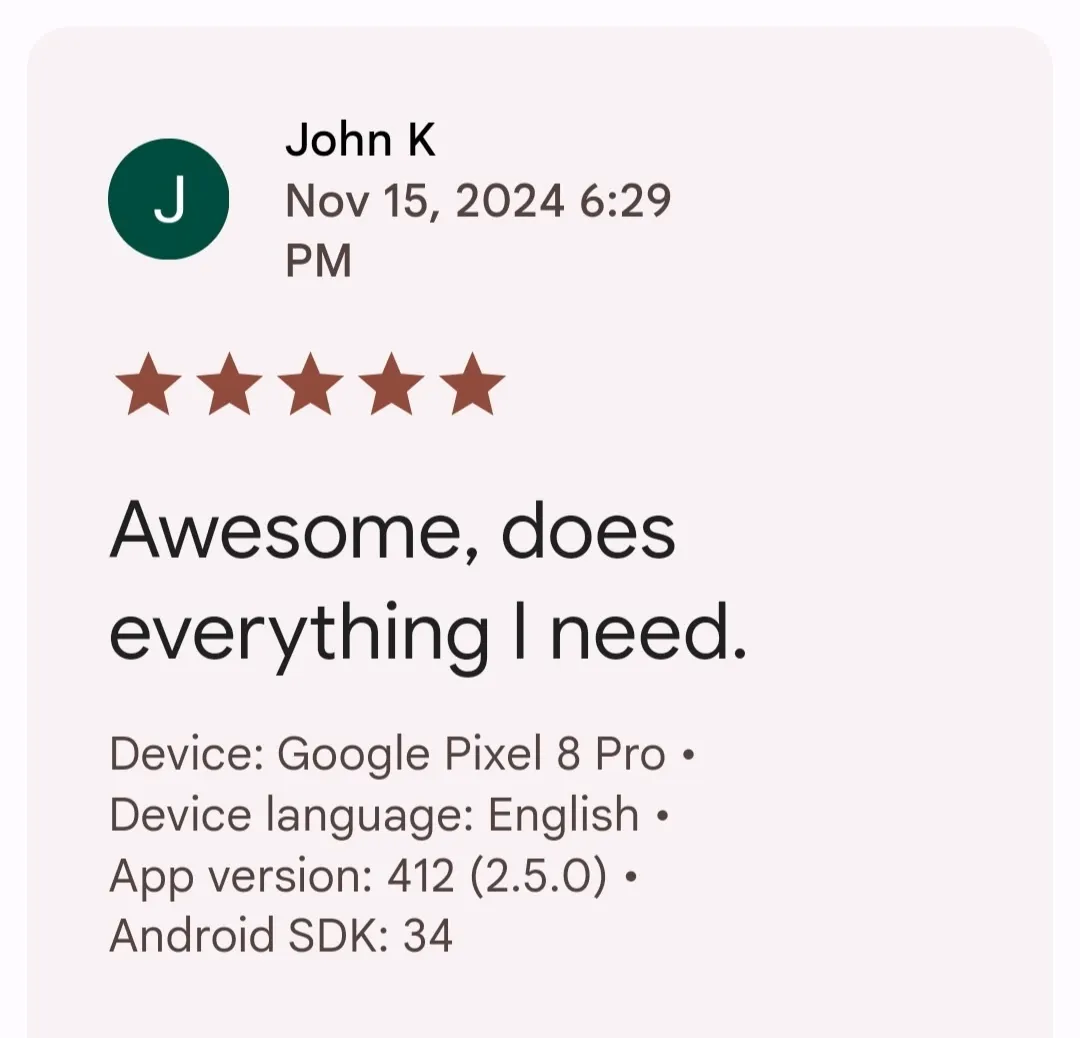 J
John K
Nov 15, 2024 6:29
PM
Awesome, does
everything I need.
Device: Google Pixel 8 Pro •
Device language: English •
App version: 412 (2.5.0) •
Android SDK: 34